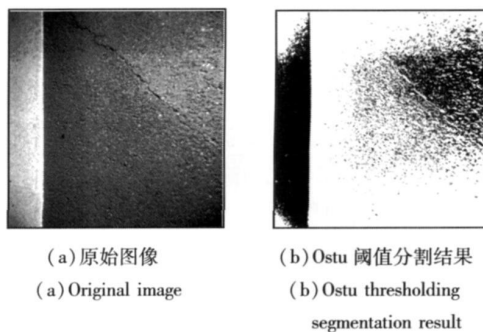 (a)原始图像
(a)Original image
(b)Ostu 阈值分割结果
(b)Ostu thresholding
segmentation result